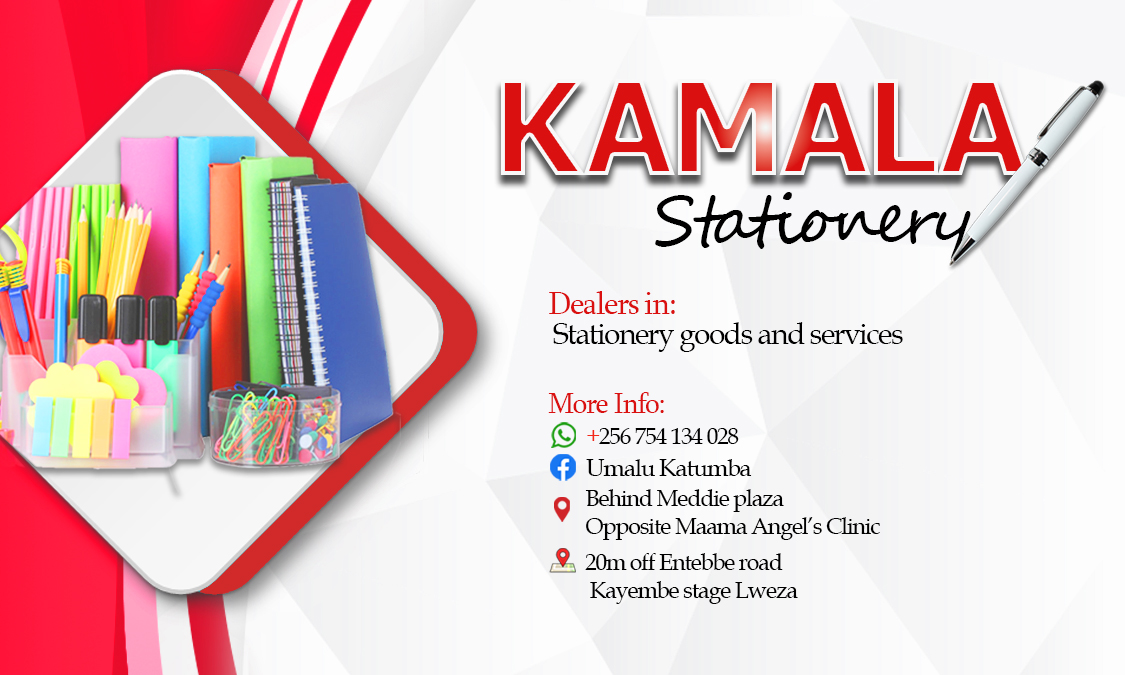 KAMALA
Stationery
Dealers in:
Stationery goods and services
More Info:
+256 754 134 028
Umalu Katumba
Behind Meddie plaza
Opposite Maama Angel’s Clinic
20m off Entebbe road
Kayembe stage Lweza